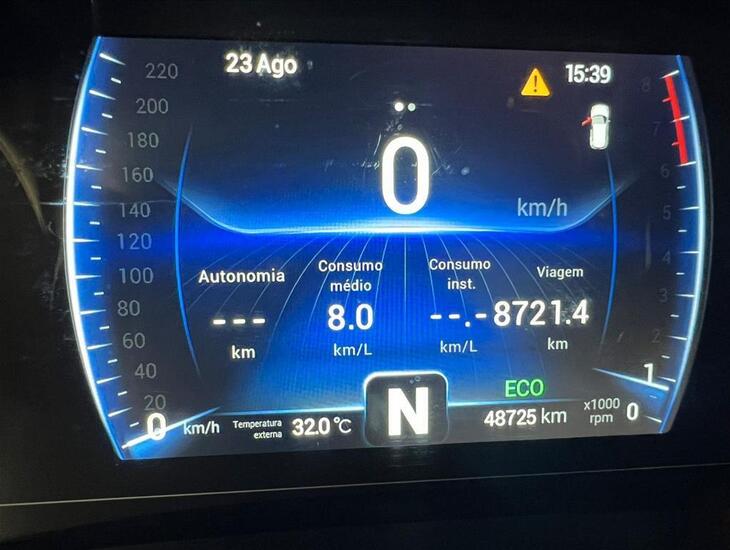 23 Ago
15:39
0
km/h
220
200
180
160
140
120
100
80
60
40
20
0
km/h
8
7
6
5
4
3
2
1
0
x1000
rpm
Autonomia
---
km
Consumo
médio
8.0
km/L
Consumo
inst.
--.-
km/L
Viagem
8721.4
km
Temperatura
externa
32.0 °C
N
ECO
48725 km